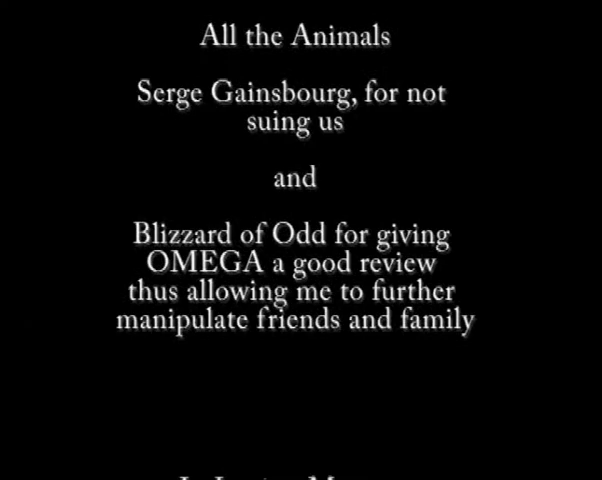 All the Animals
Serge Gainsbourg, for not
suing us
and
Blizzard of Odd for giving
OMEGA a good review
thus allowing me to further
manipulate friends and family